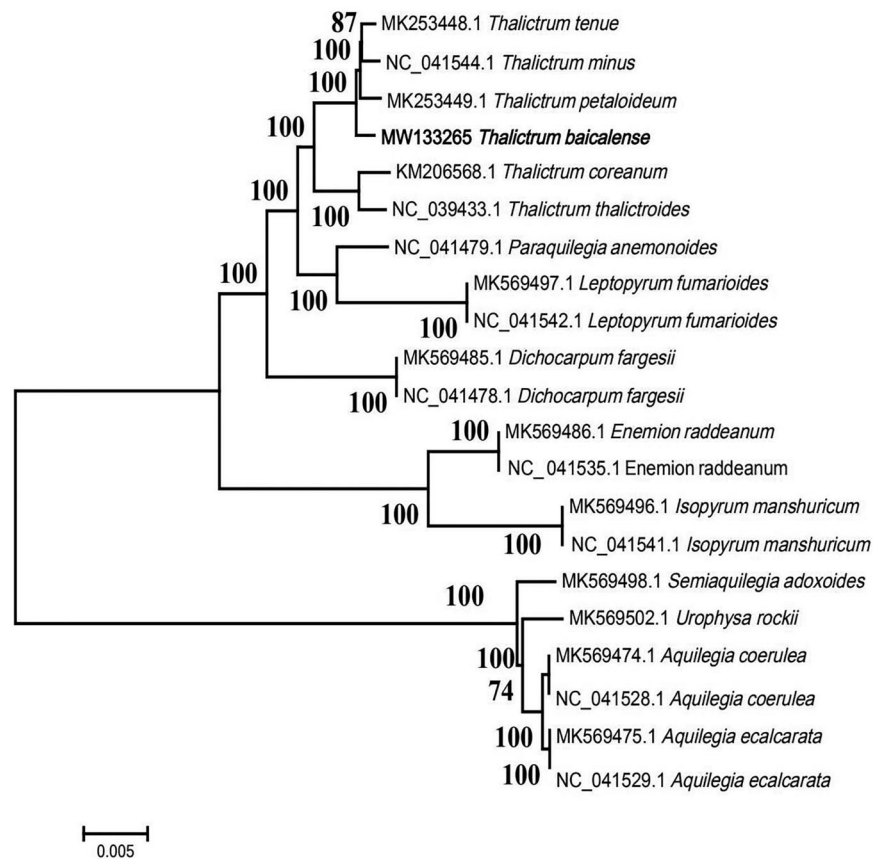 87
MK253448.1 Thalictrum tenue
100
NC_041544.1 Thalictrum minus
100
MK253449.1 Thalictrum petaloideum
100
MW133265 Thalictrum baicalense
KM206568.1 Thalictrum coreanum
100
100
NC_039433.1 Thalictrum thalictroides
NC_041479.1 Paraquilegia anemonoides
100
MK569497.1 Leptopyrum fumarioides
100
100
NC_041542.1 Leptopyrum fumarioides
MK569485.1 Dichocarpum fargesii
100
NC_041478.1 Dichocarpum fargesii
100
MK569486.1 Enemion raddeanum
NC_ 041535.1 Enemion raddeanum
100
MK569496.1 Isopyrum manshuricum
100
NC_041541.1 Isopyrum manshuricum
MK569498.1 Semiaquilegia adoxoides
100
MK569502.1 Urophysa rockii
100
MK569474.1 Aquilegia coerulea
74
NC_041528.1 Aquilegia coerulea
100
MK569475.1 Aquilegia ecalcarata
100
NC_041529.1 Aquilegia ecalcarata
0.005